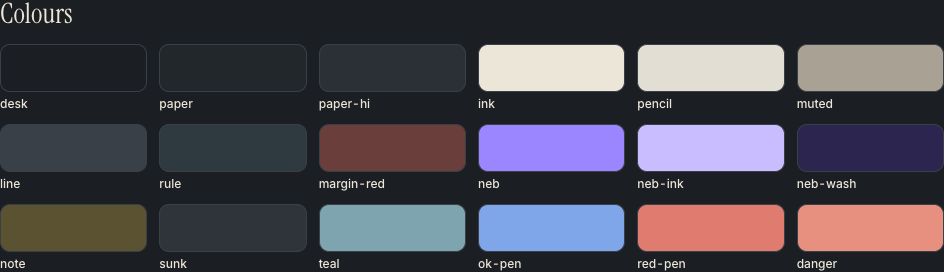 Colours
desk paper paper-hi ink pencil muted
line rule margin-red neb neb-ink neb-wash
note sunk teal ok-pen red-pen danger